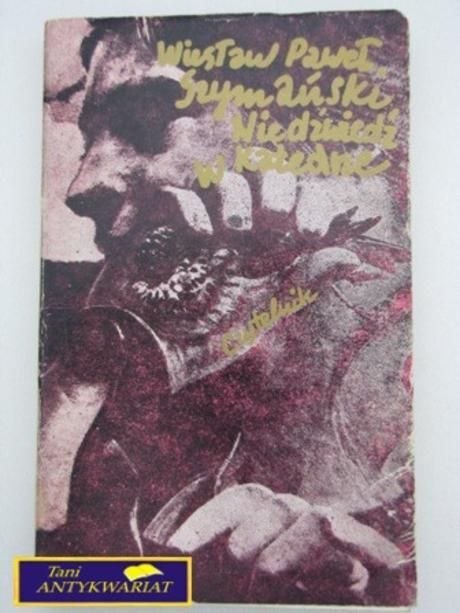 Wiesław Paweł
Szymański
Niedźwiedź
w katedrze
Czytelnik
Tani
ANTYKWARIAT